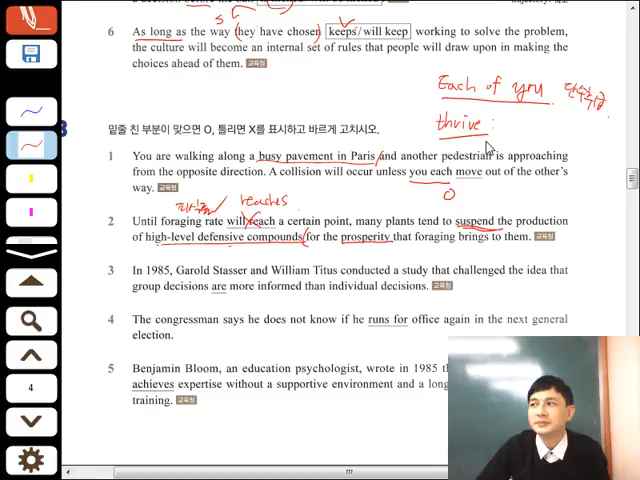 6 As long as the way they have chosen keeps/will keep working to solve the problem,
the culture will become an internal set of rules that people will draw upon in making the
choices ahead of them. 교육청
Each of you 단수취급
thrive :
밑줄 친 부분이 맞으면 O, 틀리면 X를 표시하고 바르게 고치시오.
1 You are walking along a busy pavement in Paris and another pedestrian is approaching
from the opposite direction. A collision will occur unless you each move out of the other's
way. 교육청
O
reaches
2 Until foraging rate will reach a certain point, many plants tend to suspend the production
of high-level defensive compounds for the prosperity that foraging brings to them. 교육청
3 In 1985, Garold Stasser and William Titus conducted a study that challenged the idea that
group decisions are more informed than individual decisions. 교육청
4 The congressman says he does not know if he runs for office again in the next general
election.
5 Benjamin Bloom, an education psychologist, wrote in 1985
achieves expertise without a supportive environment and a
training. 교육청
4